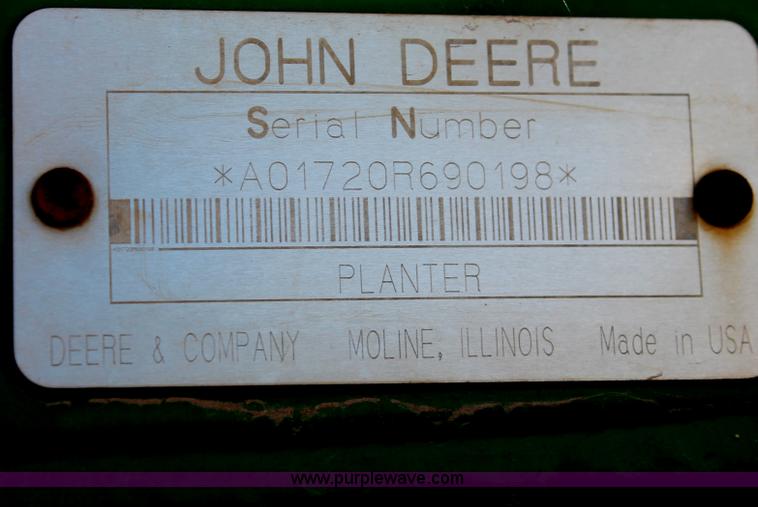 JOHN DEERE
Serial Number
*A01720R690198*
PLANTER
DEERE & COMPANY MOLINE, ILLINOIS Made in USA
www.purplewave.com